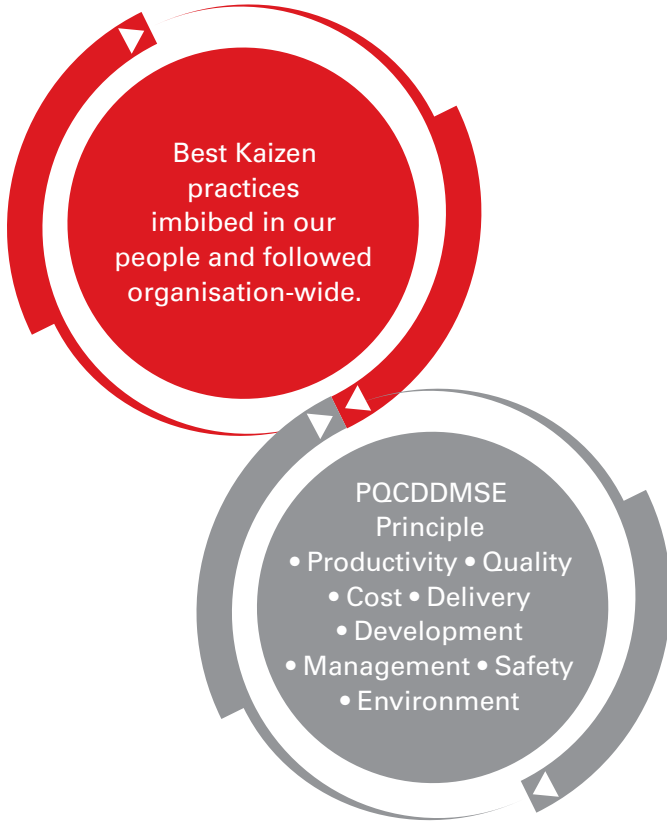 Best Kaizen
practices
imbibed in our
people and followed
organisation-wide.
PQCDDMSE
Principle
• Productivity • Quality
• Cost • Delivery
• Development
• Management • Safety
• Environment